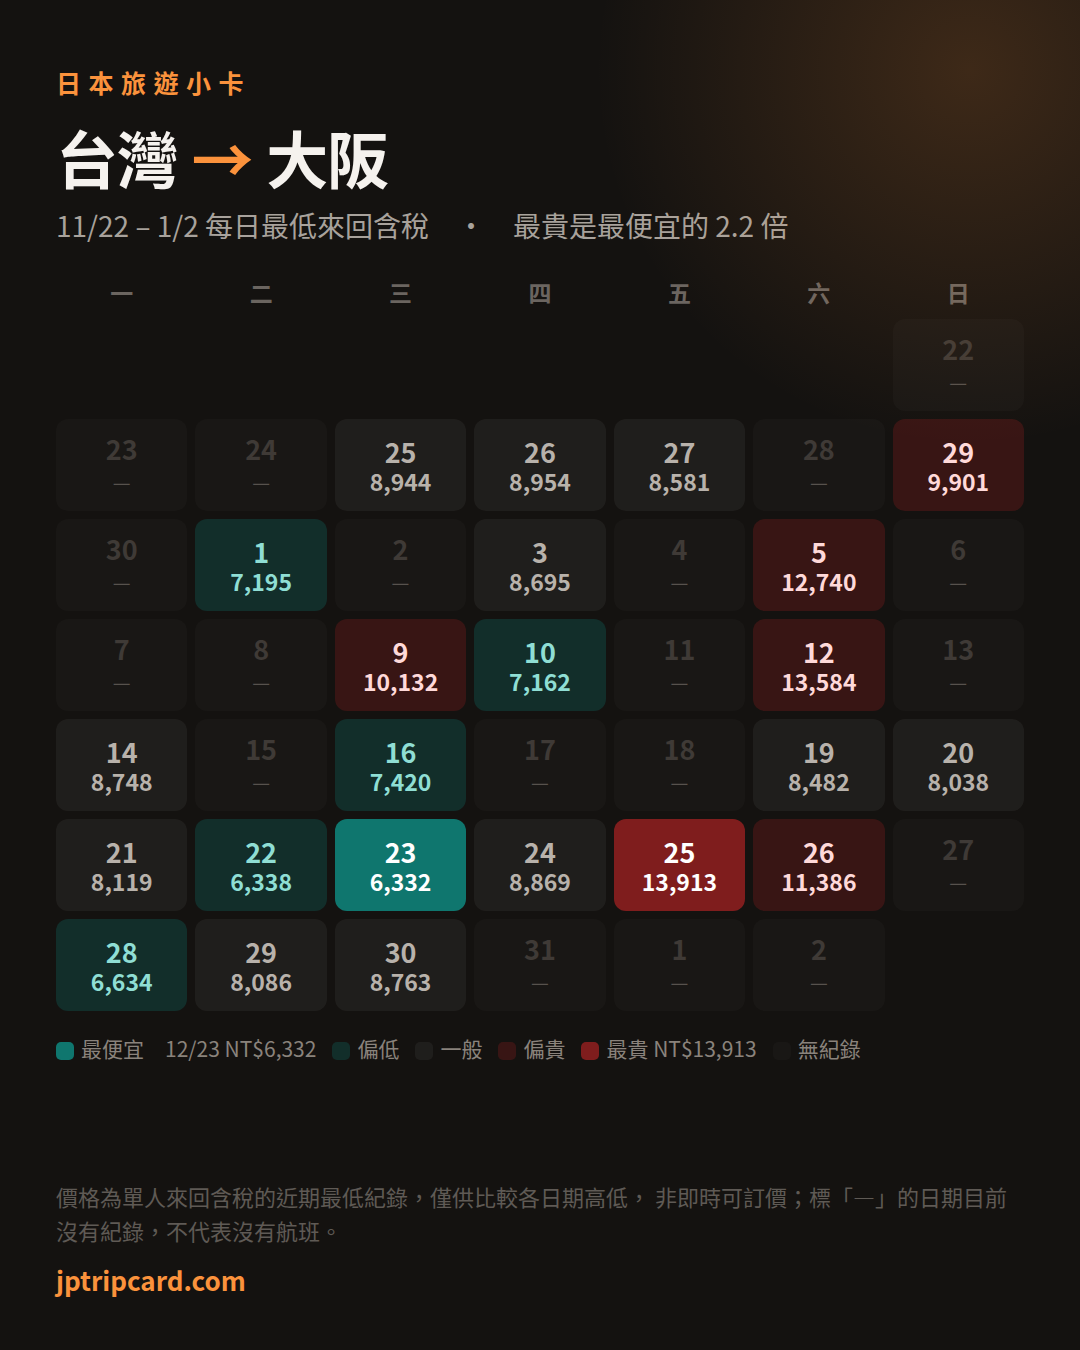 日本旅遊小卡
台灣 → 大阪
11/22 – 1/2 每日最低來回含稅 ・ 最貴是最便宜的 2.2 倍
一 二 三 四 五 六 日
22
—
23 24 25 26 27 28 29
— — 8,944 8,954 8,581 — 9,901
30 1 2 3 4 5 6
— 7,195 — 8,695 — 12,740 —
7 8 9 10 11 12 13
— — 10,132 7,162 — 13,584 —
14 15 16 17 18 19 20
8,748 — 7,420 — — 8,482 8,038
21 22 23 24 25 26 27
8,119 6,338 6,332 8,869 13,913 11,386 —
28 29 30 31 1 2
6,634 8,086 8,763 — — —
最便宜 12/23 NT$6,332 偏低 一般 偏貴 最貴 NT$13,913 無紀錄
價格為單人來回含稅的近期最低紀錄，僅供比較各日期高低， 非即時可訂價；標「—」的日期目前
沒有紀錄，不代表沒有航班。
jptripcard.com